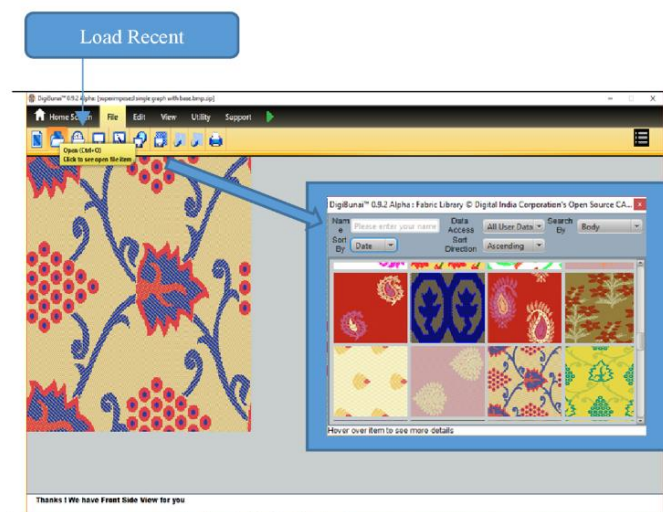 Load Recent
DigiBunai™ 0.9.2 Alpha: [superimposed single graph with base.bmp.zip]
Home Screen File Edit View Utility Support
Open (Ctrl+O)
Click to see open file item
DigiBunai™ 0.9.2 Alpha : Fabric Library © Digital India Corporation's Open Source CA...
Name Please enter your name Data Access All User Data Search By Body
Sort By Date Sort Direction Ascending
Hover over item to see more details
Thanks ! We have Front Side View for you